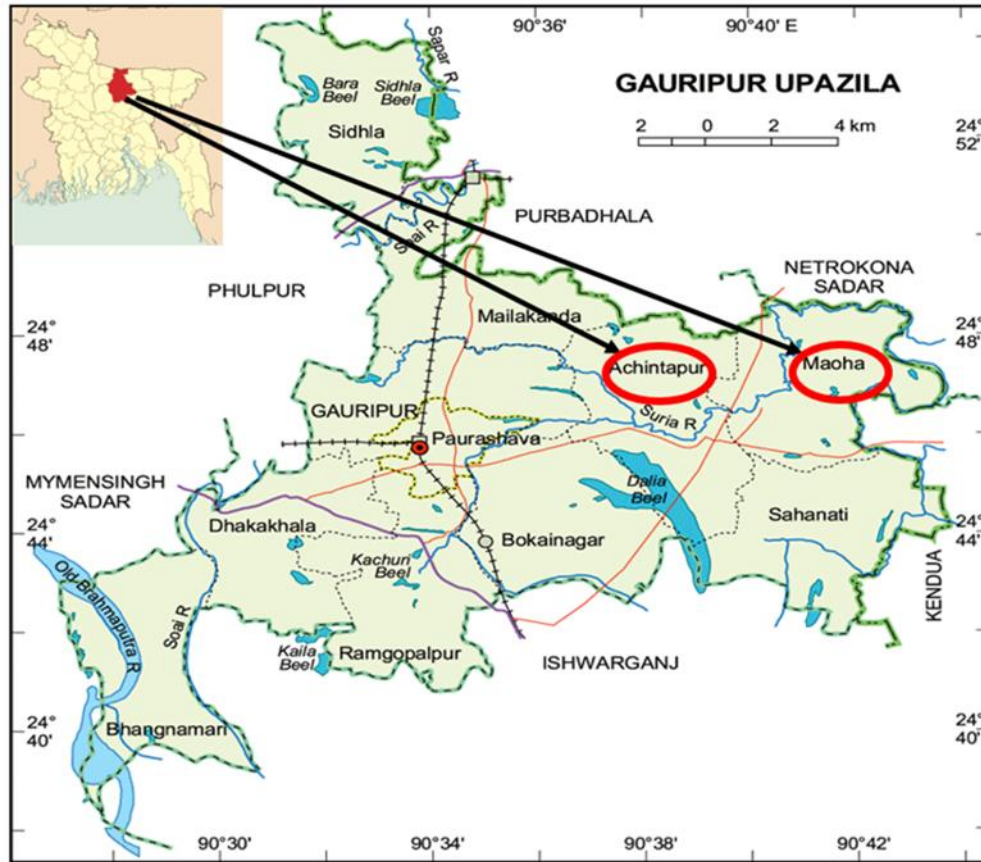 90°36'
90°40' E
GAURIPUR UPAZILA
2 0 2 4 km
24°
52'
Sapar R
Bara
Beel
Sidhla
Beel
Sidhla
PURBADHALA
Soai R
NETROKONA
SADAR
PHULPUR
24°
48'
24°
48'
Mailakanda
Achintapur
Maoha
GAURIPUR
Suria R
Paurashava
MYMENSINGH
SADAR
Dalia
Beel
Sahanati
Dhakakhala
24°
44'
Bokainagar
24°
44'
Kachuri
Beel
Old Brahmaputra R
Soai R
KENDUA
Kaila
Beel
Ramgopalpur
ISHWARGANJ
Bhangnamari
24°
40'
24°
40'
90°30'
90°34'
90°38'
90°42'